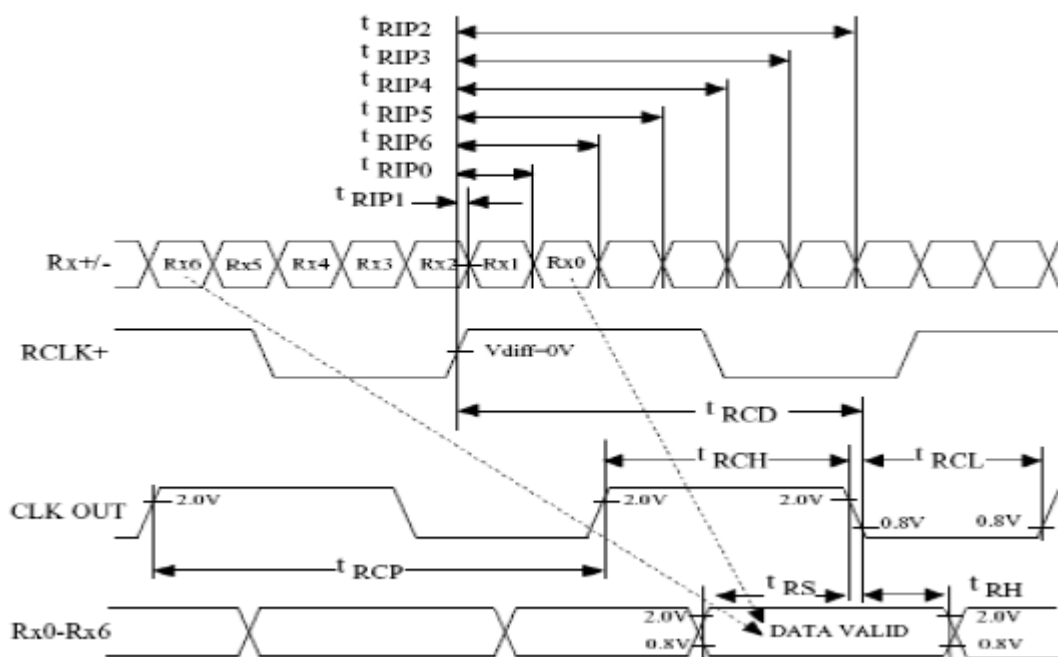 t RIP2
t RIP3
t RIP4
t RIP5
t RIP6
t RIP0
t RIP1
Rx+/- Rx6 Rx5 Rx4 Rx3 Rx2 Rx1 Rx0
RCLK+ Vdiff=0V
t RCD
t RCH t RCL
CLK OUT 2.0V 2.0V 2.0V 0.8V 0.8V
t RCP t RS t RH
Rx0-Rx6 2.0V 0.8V DATA VALID 2.0V 0.8V